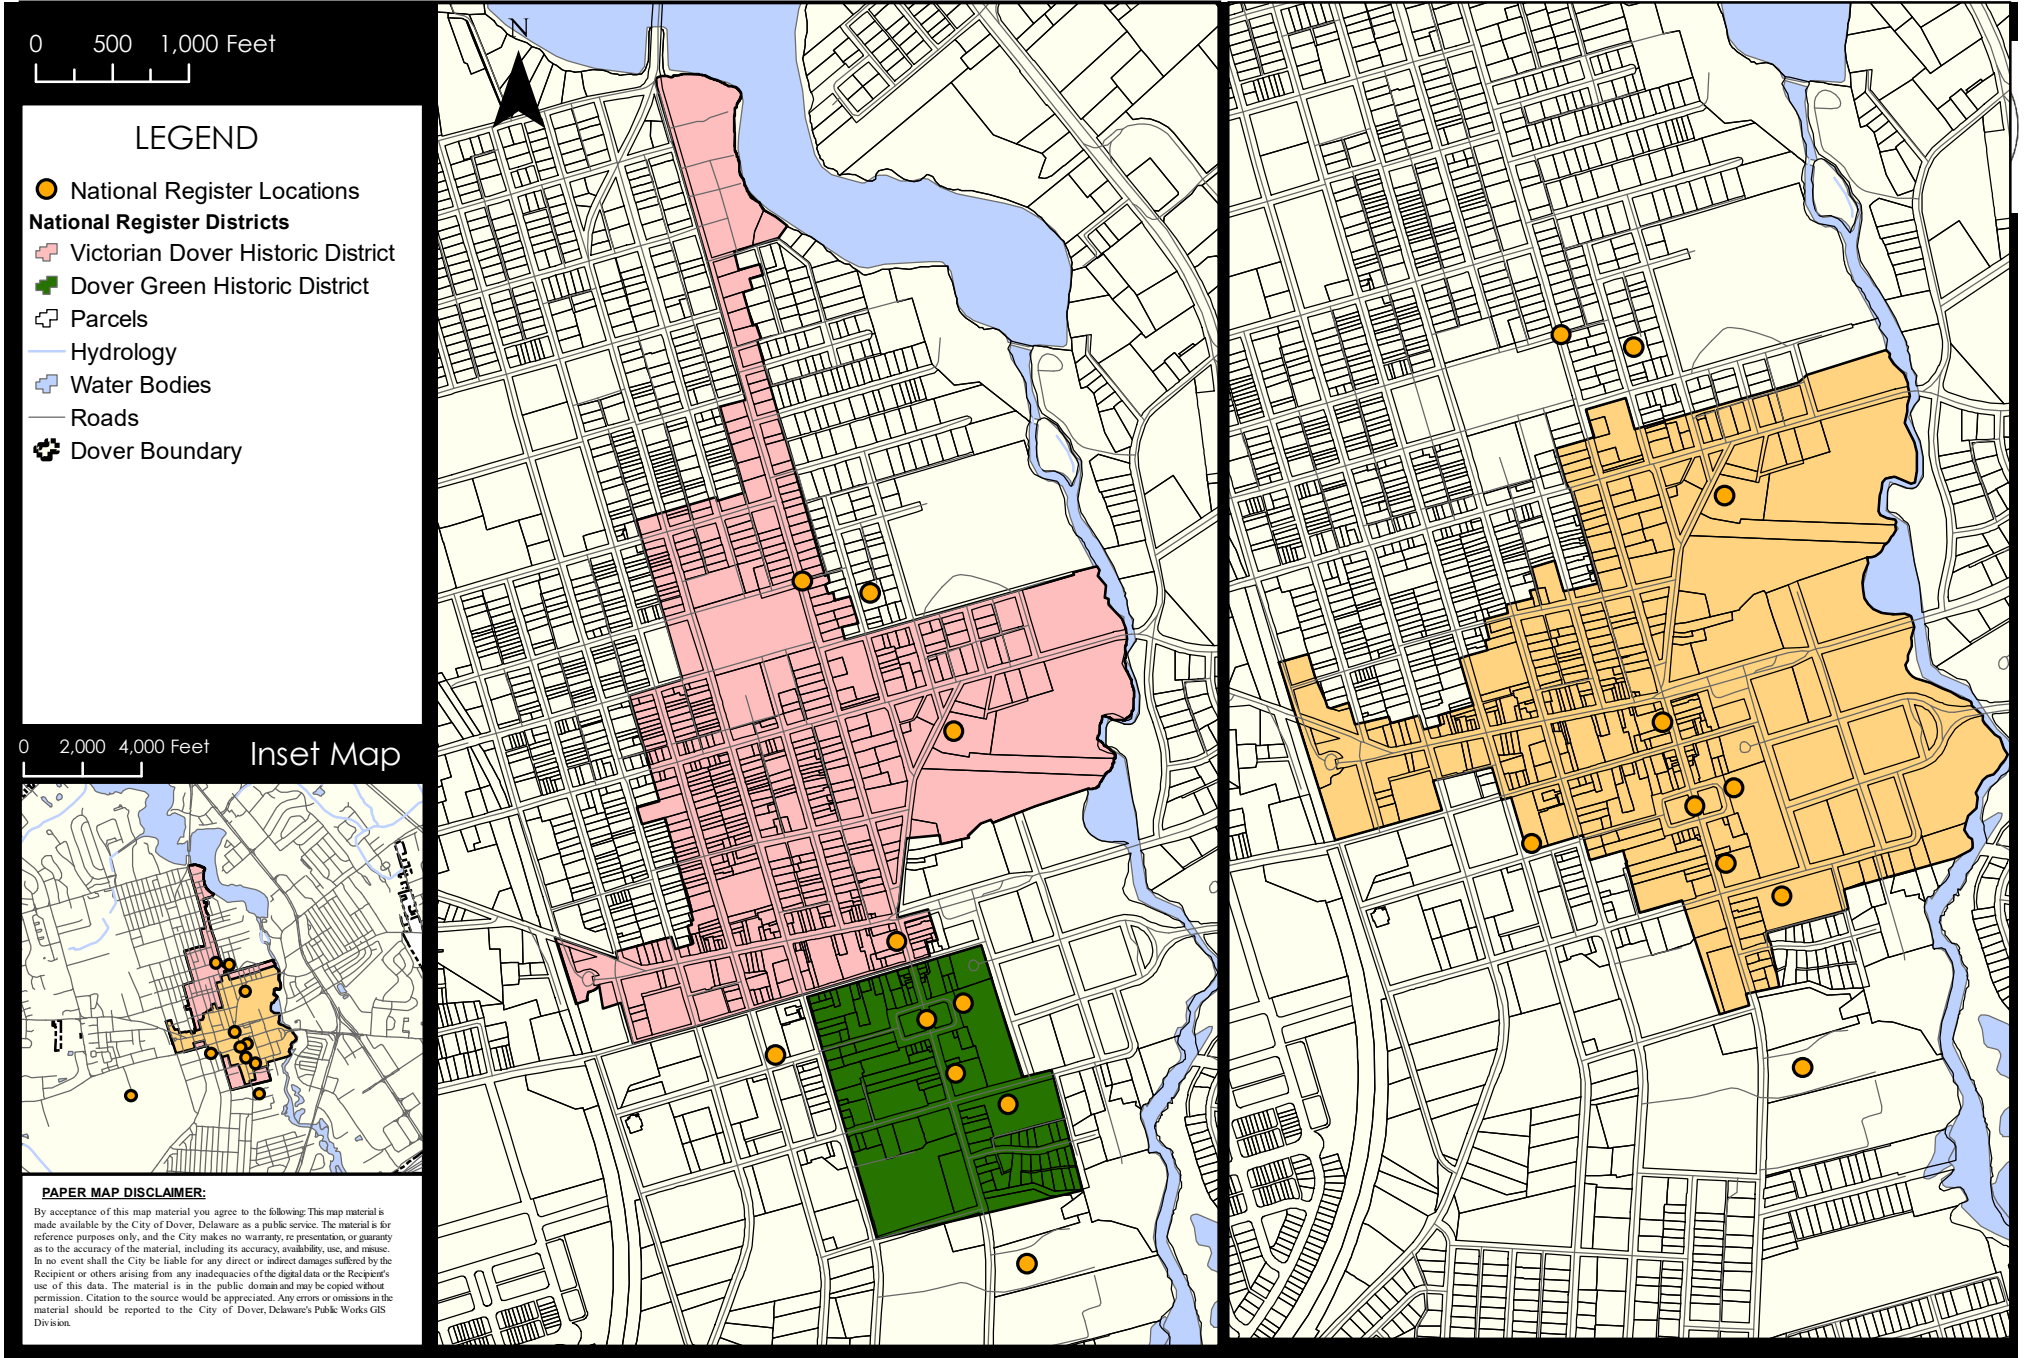 0 500 1,000 Feet
LEGEND
National Register Locations
National Register Districts
Victorian Dover Historic District
Dover Green Historic District
Parcels
Hydrology
Water Bodies
Roads
Dover Boundary
0 2,000 4,000 Feet
Inset Map
PAPER MAP DISCLAIMER:
By acceptance of this map material you agree to the following: This map material is
made available by the City of Dover, Delaware as a public service. The material is for
reference purposes only, and the City makes no warranty, re presentation, or guaranty
as to the accuracy of the material, including its accuracy, availability, use, and misuse.
In no event shall the City be liable for any direct or indirect damages suffered by the
Recipient or others arising from any inadequacies of the digital data or the Recipient's
use of this data. The material is in the public domain and may be copied without
permission. Citation to the source would be appreciated. Any errors or omissions in the
material should be reported to the City of Dover, Delaware's Public Works GIS
Division.
N